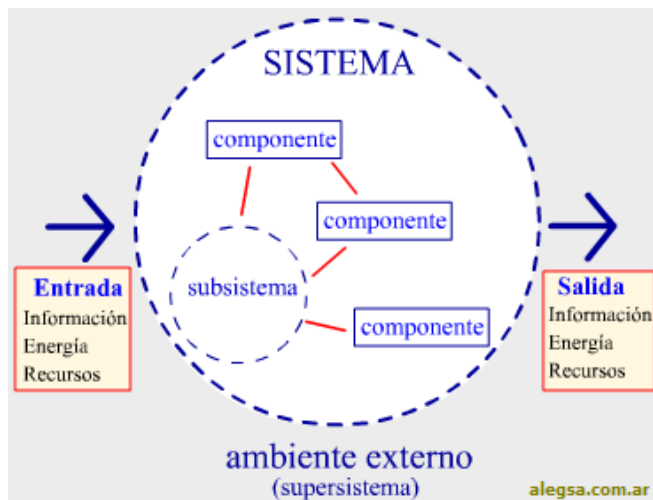 SISTEMA
componente
componente
subsistema
componente
Entrada
Información
Energía
Recursos
Salida
Información
Energía
Recursos
ambiente externo
(supersistema)
alegsa.com.ar